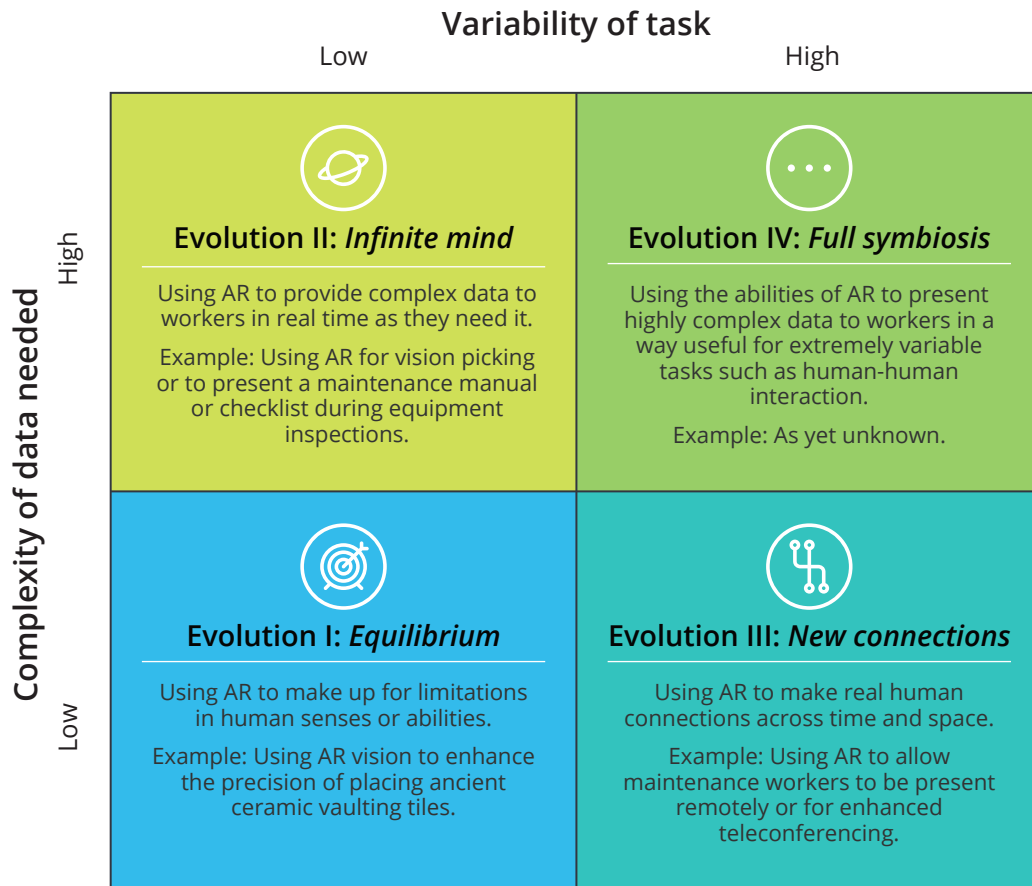 Variability of task
Low
High
Complexity of data needed
High
Low
Evolution II: Infinite mind
Using AR to provide complex data to
workers in real time as they need it.
Example: Using AR for vision picking
or to present a maintenance manual
or checklist during equipment
inspections.
Evolution IV: Full symbiosis
Using the abilities of AR to present
highly complex data to workers in a
way useful for extremely variable
tasks such as human-human
interaction.
Example: As yet unknown.
Evolution I: Equilibrium
Using AR to make up for limitations
in human senses or abilities.
Example: Using AR vision to enhance
the precision of placing ancient
ceramic vaulting tiles.
Evolution III: New connections
Using AR to make real human
connections across time and space.
Example: Using AR to allow
maintenance workers to be present
remotely or for enhanced
teleconferencing.